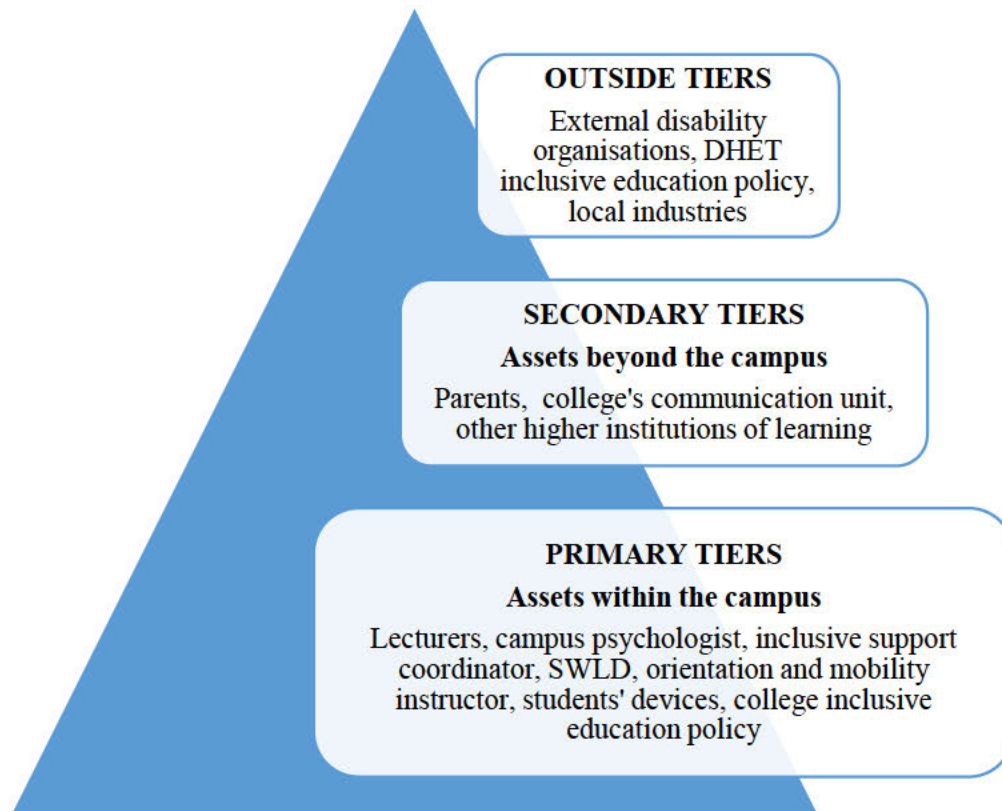 OUTSIDE TIERS
External disability
organisations, DHET
inclusive education policy,
local industries
SECONDARY TIERS
Assets beyond the campus
Parents, college's communication unit,
other higher institutions of learning
PRIMARY TIERS
Assets within the campus
Lecturers, campus psychologist, inclusive support
coordinator, SWLD, orientation and mobility
instructor, students' devices, college inclusive
education policy